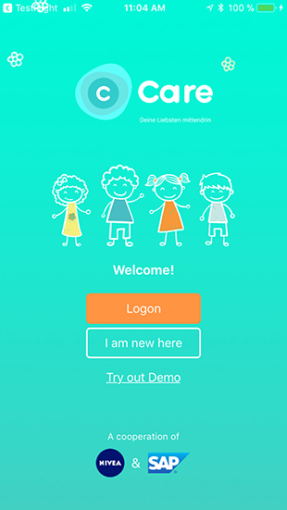 TestFlight 11:04 AM 100 %
C Care
Deine Liebsten mittendrin
Welcome!
Logon
I am new here
Try out Demo
A cooperation of
NIVEA & SAP